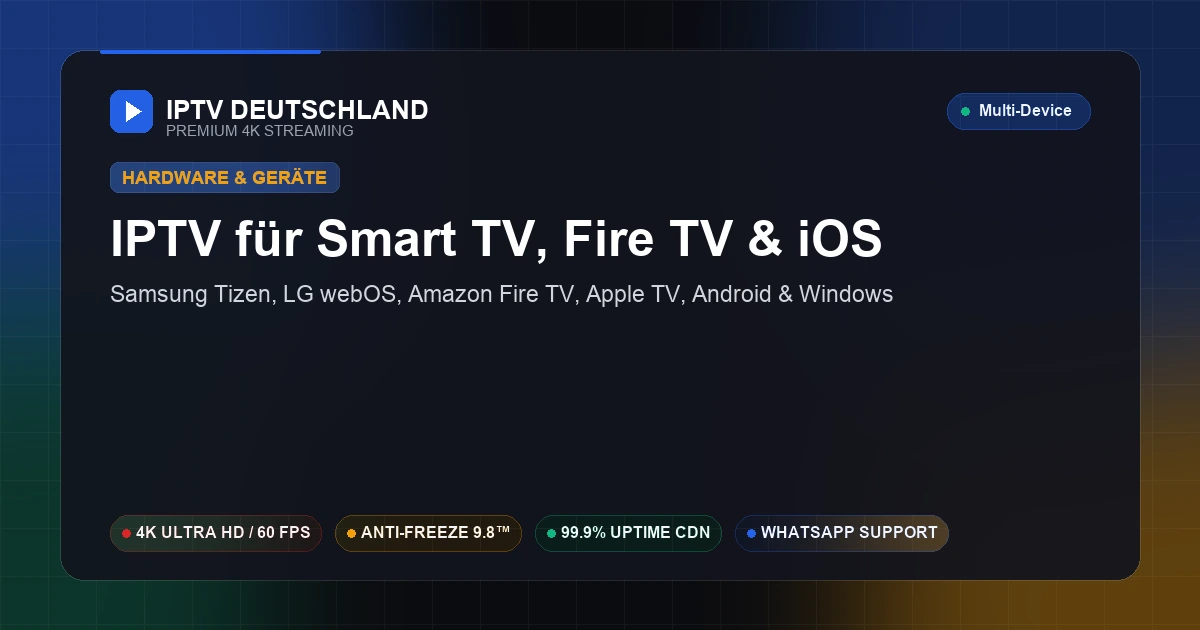 IPTV DEUTSCHLAND
PREMIUM 4K STREAMING
Multi-Device
HARDWARE & GERÄTE
IPTV für Smart TV, Fire TV & iOS
Samsung Tizen, LG webOS, Amazon Fire TV, Apple TV, Android & Windows
4K ULTRA HD / 60 FPS
ANTI-FREEZE 9.8™
99.9% UPTIME CDN
WHATSAPP SUPPORT